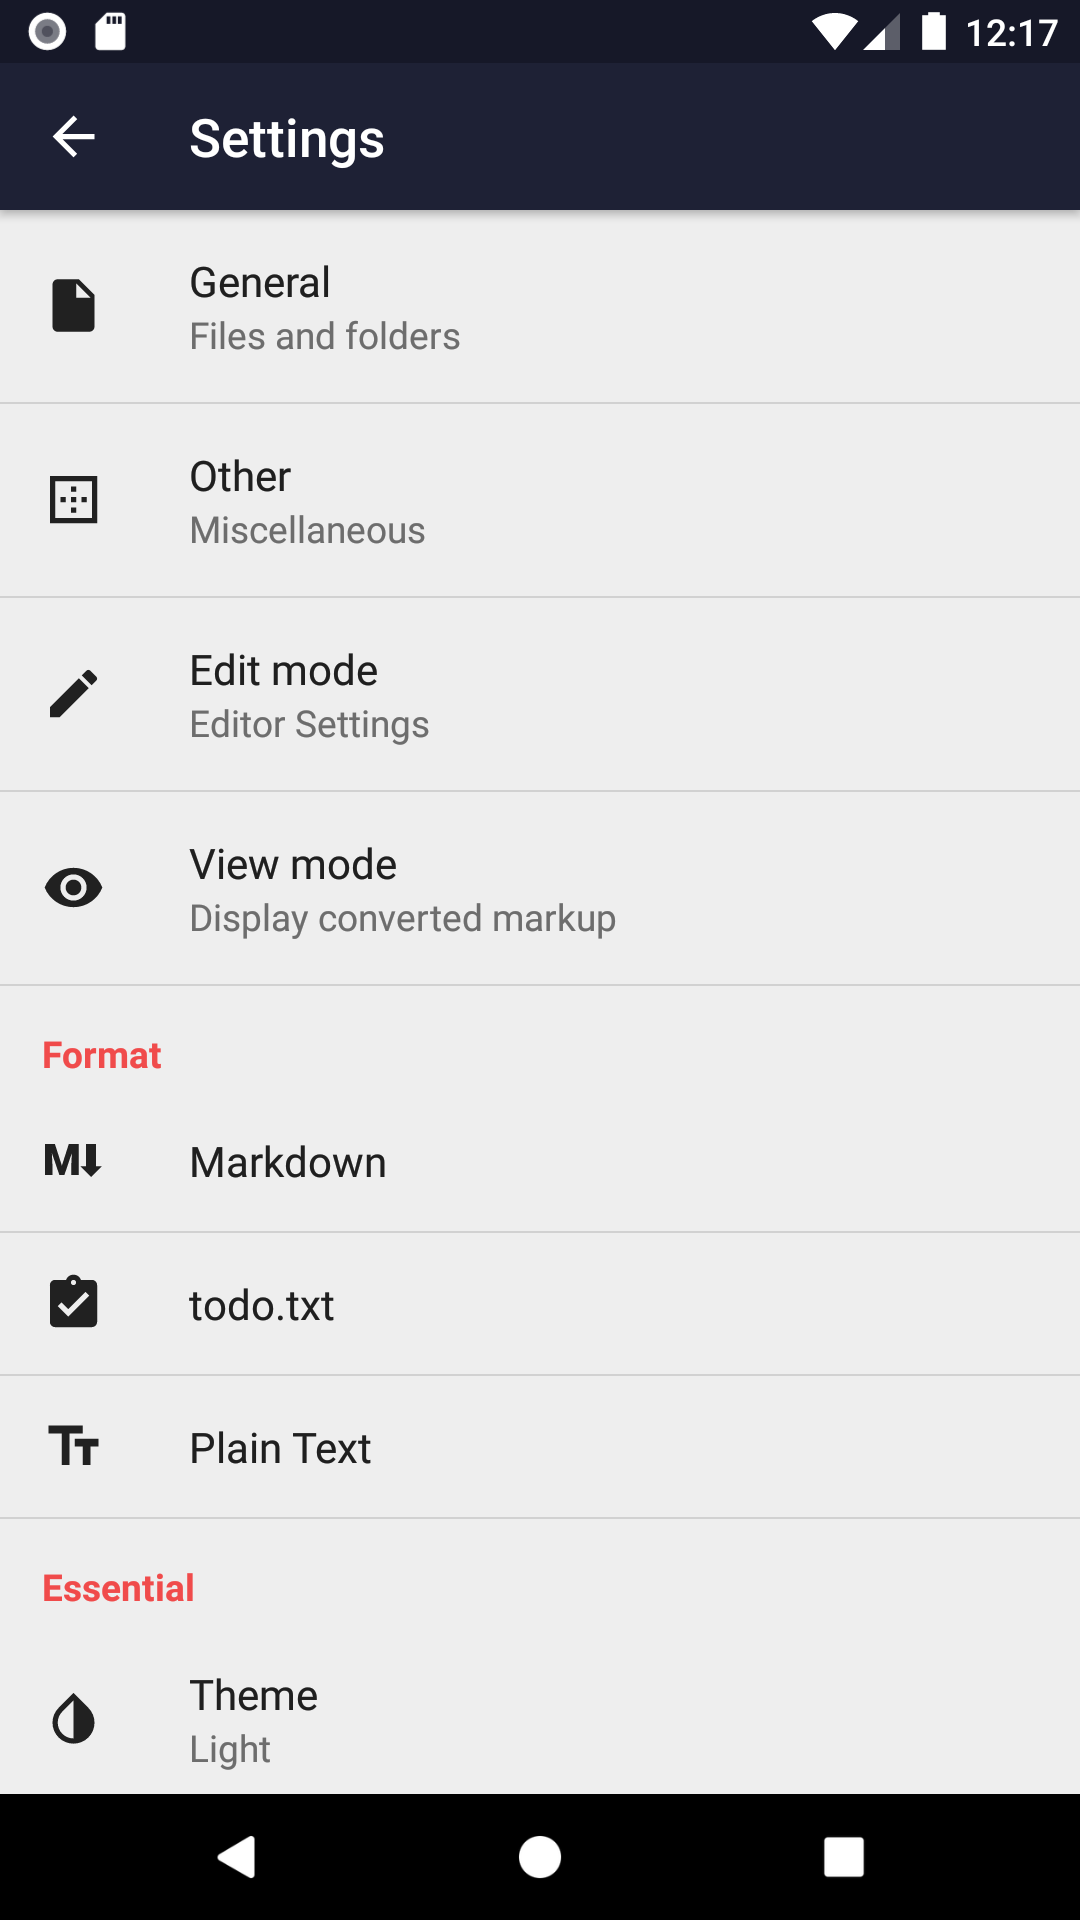 12:17
Settings
General
Files and folders
Other
Miscellaneous
Edit mode
Editor Settings
View mode
Display converted markup
Format
M Markdown
todo.txt
Tт Plain Text
Essential
Theme
Light